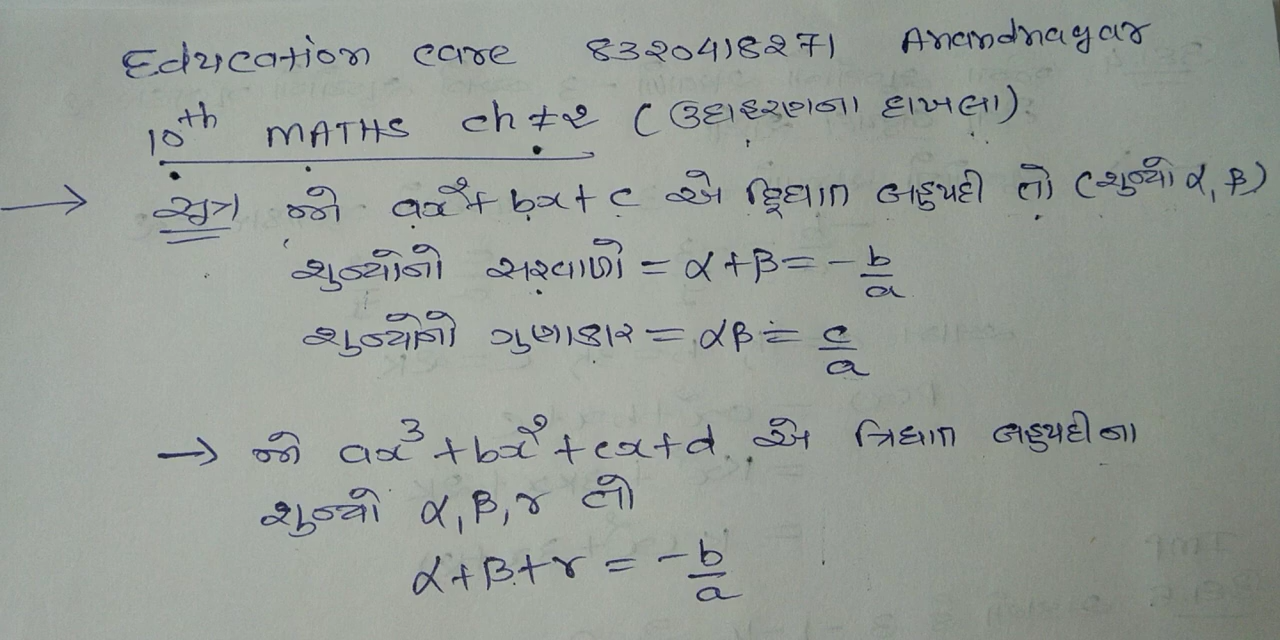 Education care 8320418271 Anandnagar
10th MATHS ch ≠ २ (ઉદાહરણના દાખલા)
→ સુત્ર જો ax²+bx+c એ દ્વિઘાત બહુપદી તો (શુન્યો α, β)
શુન્યોનો સરવાળો = α+β = -b/a
શુન્યોનો ગુણાકાર = αβ = c/a
→ જો ax³+bx²+cx+d એ ત્રિઘાત બહુપદીના
શુન્યો α, β, r તો
α+β+r = -b/a